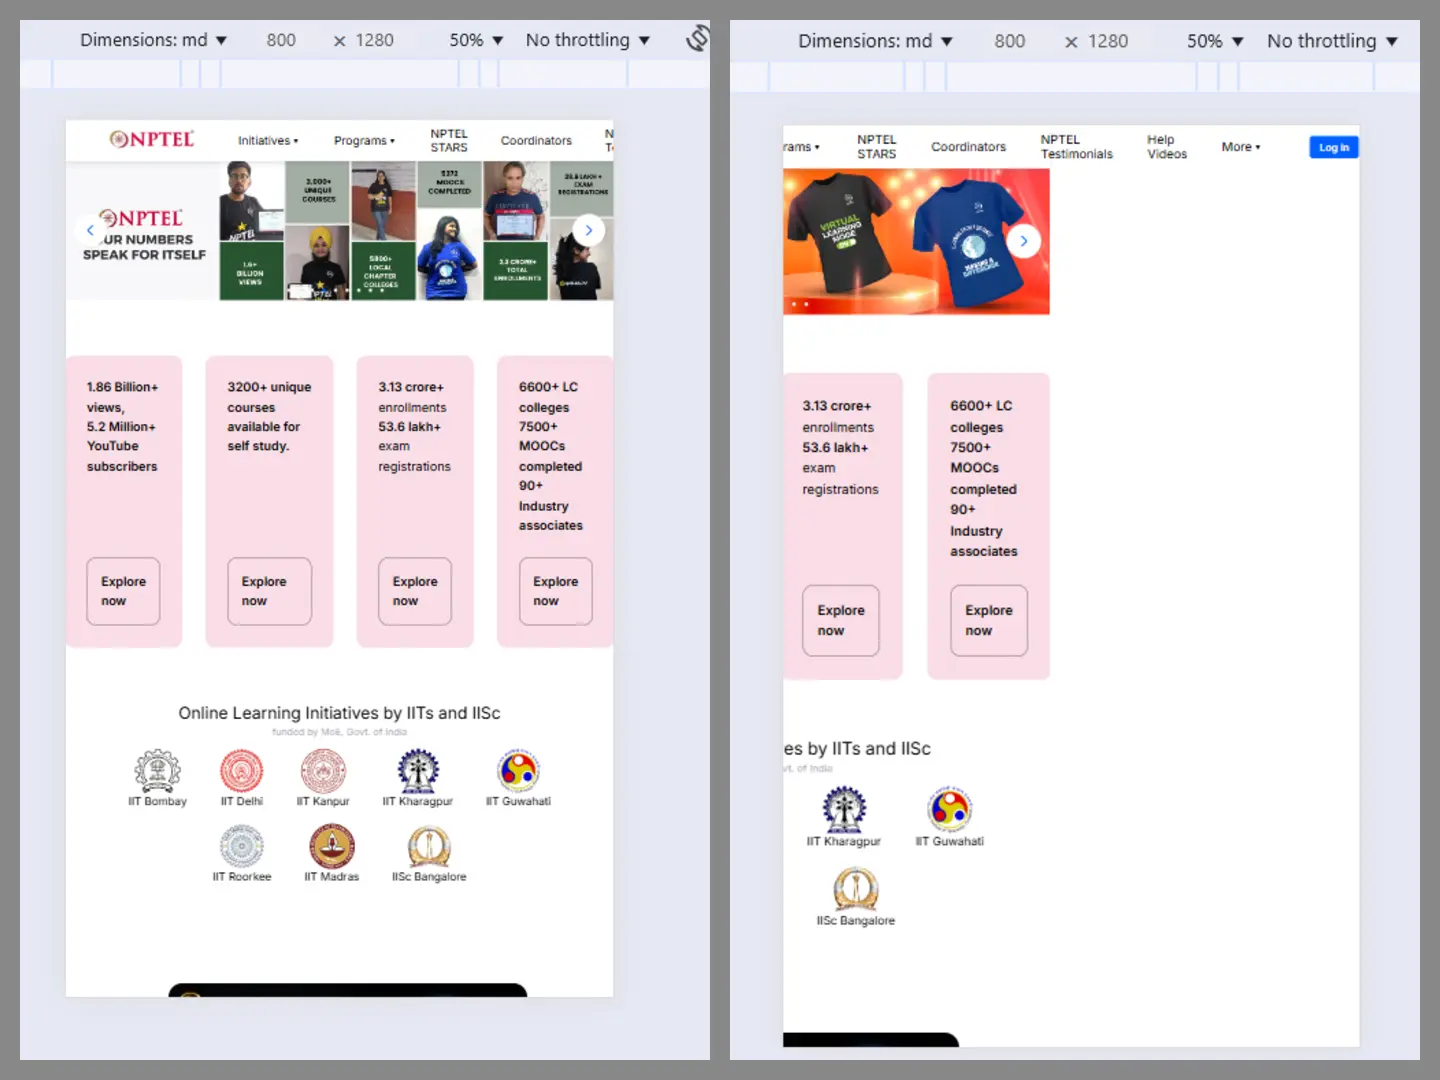 Dimensions: md ▼ 800 × 1280 50% ▼ No throttling ▼
NPTEL
Initiatives ▾
Programs ▾
NPTEL
STARS
Coordinators
NPTEL
OUR NUMBERS
SPEAK FOR ITSELF
3,000+
UNIQUE
COURSES
5272
MOOCS
COMPLETED
EXAM
REGISTRATIONS
1.6+
BILLION
VIEWS
5800+
LOCAL
CHAPTER
COLLEGES
2.3 CRORE+
TOTAL
ENROLLMENTS
1.86 Billion+
views,
5.2 Million+
YouTube
subscribers
Explore
now
3200+ unique
courses
available for
self study.
Explore
now
3.13 crore+
enrollments
53.6 lakh+
exam
registrations
Explore
now
6600+ LC
colleges
7500+
MOOCs
completed
90+
Industry
associates
Explore
now
Online Learning Initiatives by IITs and IISc
funded by MoE, Govt. of India
IIT Bombay
IIT Delhi
IIT Kanpur
IIT Kharagpur
IIT Guwahati
IIT Roorkee
IIT Madras
IISc Bangalore
Dimensions: md ▼ 800 × 1280 50% ▼ No throttling ▼
rams ▾
NPTEL
STARS
Coordinators
NPTEL
Testimonials
Help
Videos
More ▾
Log in
VIRTUAL
LEARNING
MODE
ON
3.13 crore+
enrollments
53.6 lakh+
exam
registrations
Explore
now
6600+ LC
colleges
7500+
MOOCs
completed
90+
Industry
associates
Explore
now
es by IITs and IISc
vt. of India
IIT Kharagpur
IIT Guwahati
IISc Bangalore